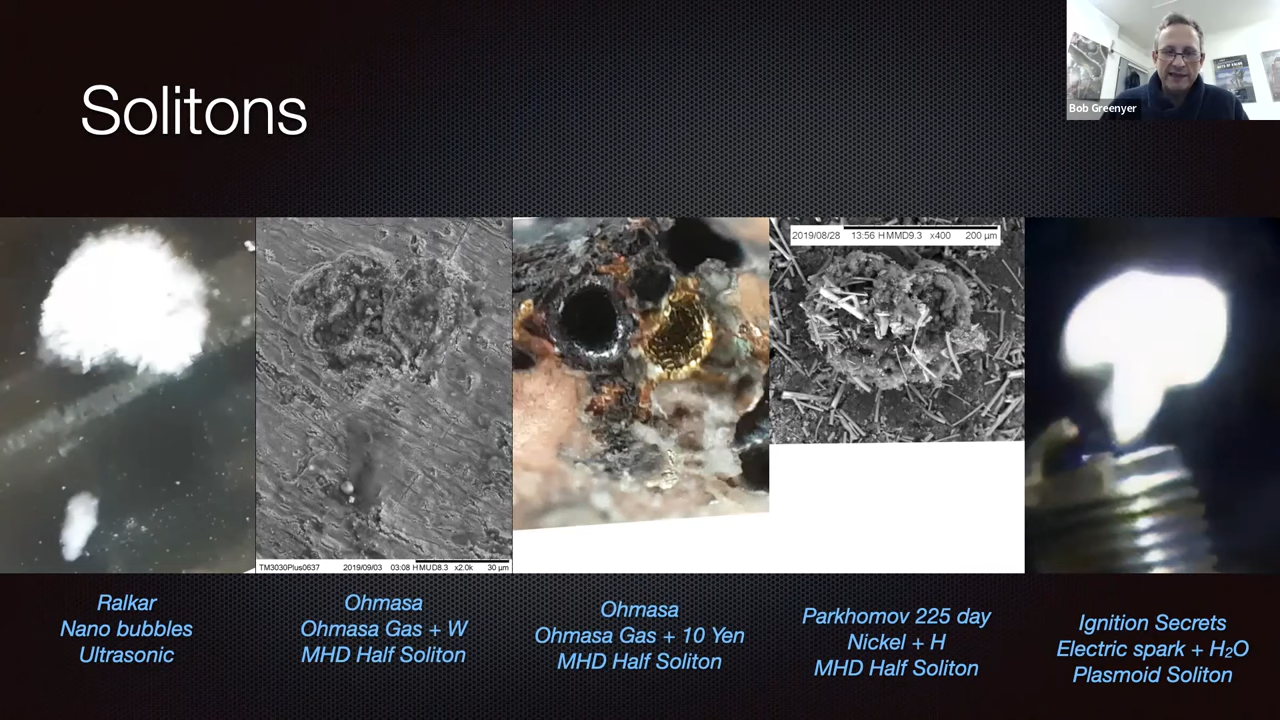 Solitons
Bob Greenyer
TM3030Plus0637 2019/09/03 03:08 HMUD8.3 x2.0k 30 μm
2019/08/28 13:56 HMMD9.3 x400 200 μm
Ralkar
Nano bubbles
Ultrasonic
Ohmasa
Ohmasa Gas + W
MHD Half Soliton
Ohmasa
Ohmasa Gas + 10 Yen
MHD Half Soliton
Parkhomov 225 day
Nickel + H
MHD Half Soliton
Ignition Secrets
Electric spark + H₂O
Plasmoid Soliton